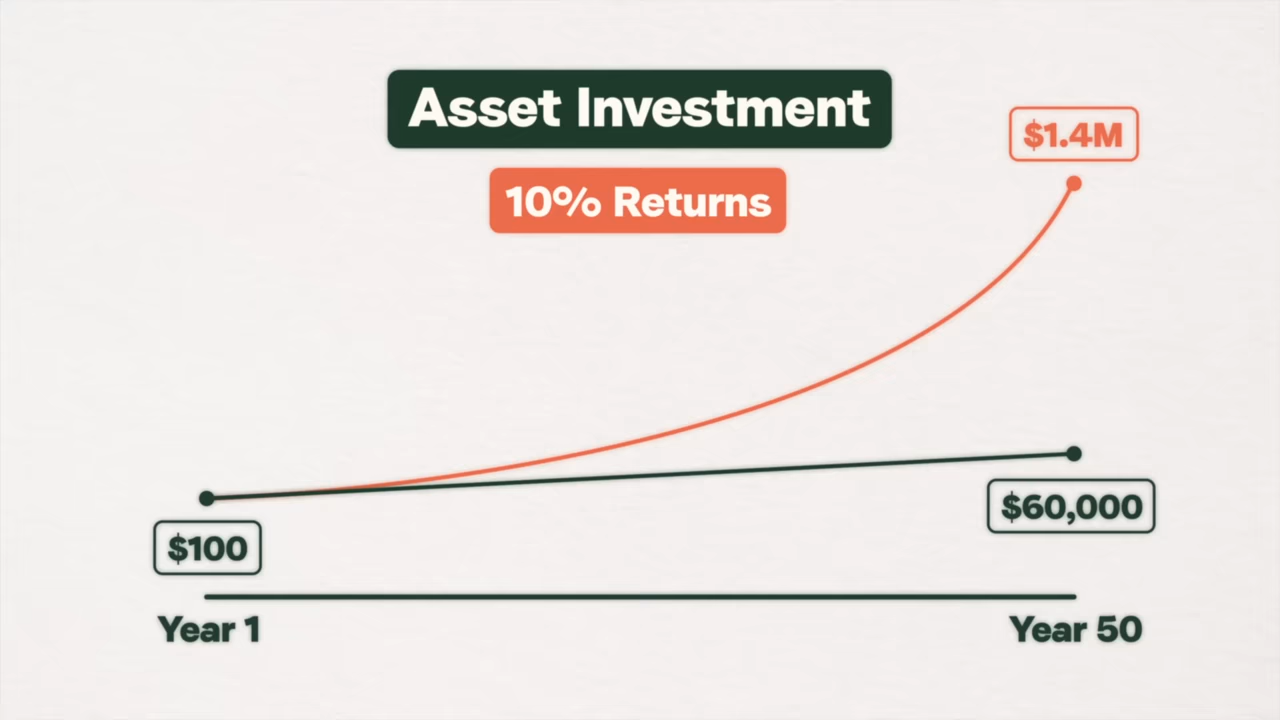 Asset Investment
10% Returns
$1.4M
$60,000
$100
Year 1
Year 50